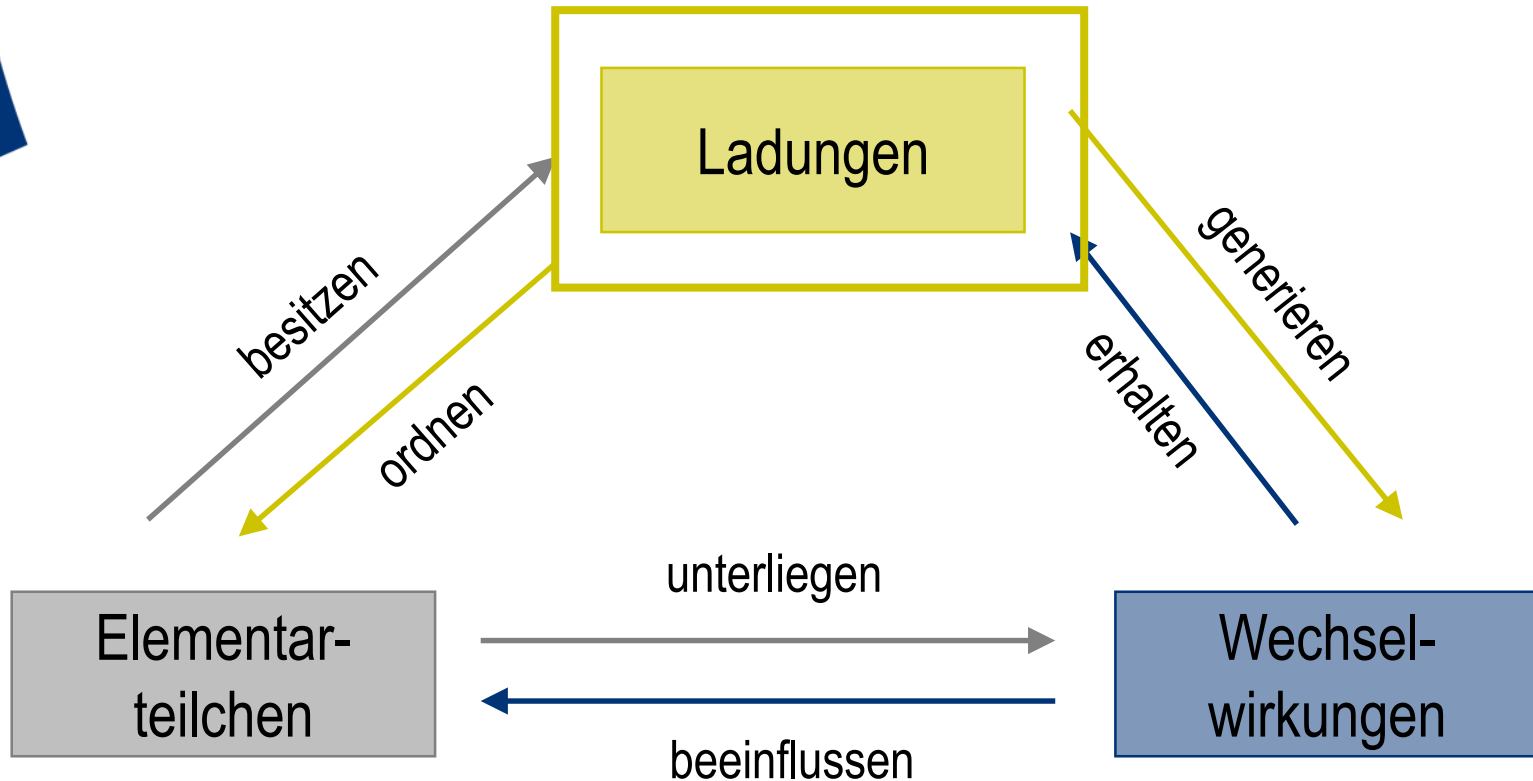 Ladungen
besitzen
ordnen
generieren
erhalten
unterliegen
Elementar-
teilchen
Wechsel-
wirkungen
beeinflussen